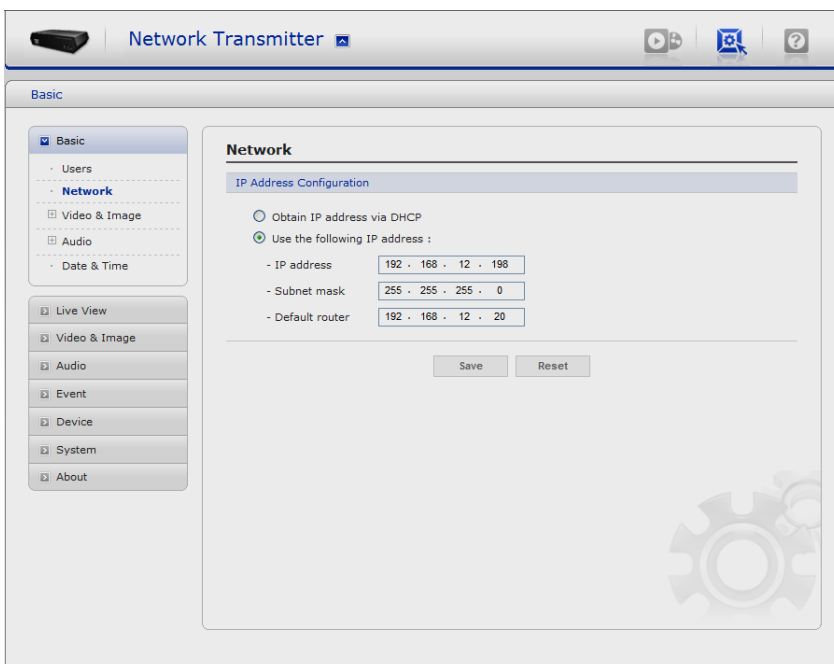 Network Transmitter
?
Basic
Basic
· Users
· Network
Video & Image
Audio
· Date & Time
Live View
Video & Image
Audio
Event
Device
System
About
Network
IP Address Configuration
Obtain IP address via DHCP
Use the following IP address :
- IP address 192 . 168 . 12 . 198
- Subnet mask 255 . 255 . 255 . 0
- Default router 192 . 168 . 12 . 20
Save Reset